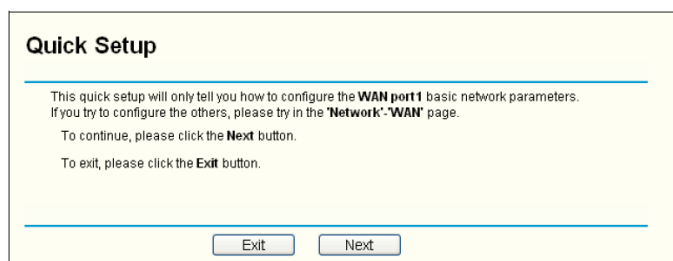 Quick Setup
This quick setup will only tell you how to configure the WAN port1 basic network parameters.
If you try to configure the others, please try in the 'Network'-'WAN' page.
To continue, please click the Next button.
To exit, please click the Exit button.
Exit Next